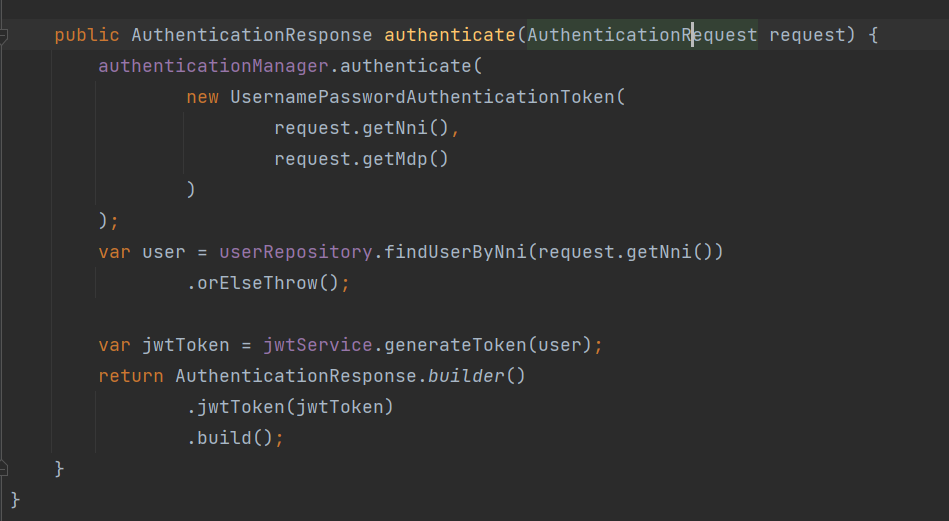 public AuthenticationResponse authenticate(AuthenticationRequest request) {
authenticationManager.authenticate(
new UsernamePasswordAuthenticationToken(
request.getNni(),
request.getMdp()
)
);
var user = userRepository.findUserByNni(request.getNni())
.orElseThrow();
var jwtToken = jwtService.generateToken(user);
return AuthenticationResponse.builder()
.jwtToken(jwtToken)
.build();
}
}